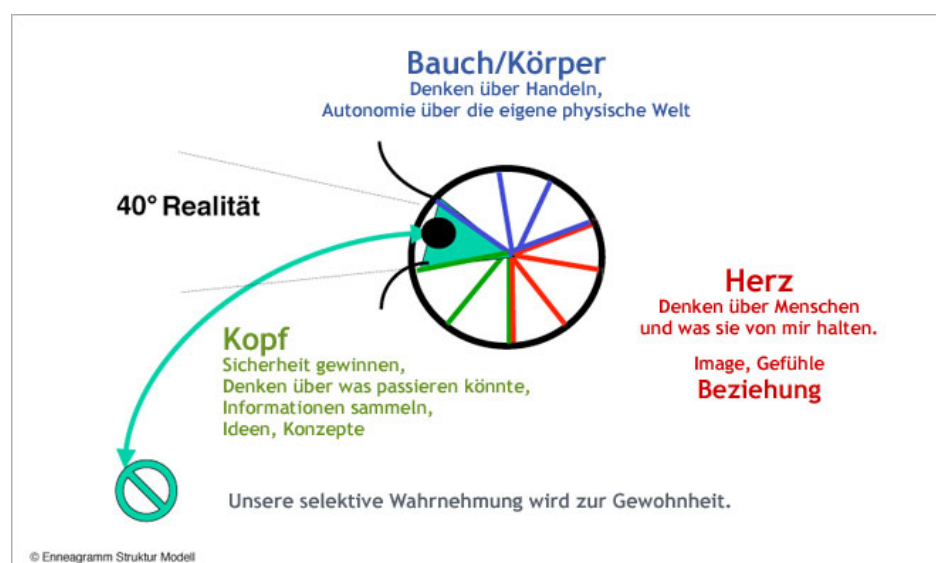 Bauch/Körper
Denken über Handeln,
Autonomie über die eigene physische Welt
40° Realität
Herz
Denken über Menschen
und was sie von mir halten.
Image, Gefühle
Beziehung
Kopf
Sicherheit gewinnen,
Denken über was passieren könnte,
Informationen sammeln,
Ideen, Konzepte
Unsere selektive Wahrnehmung wird zur Gewohnheit.
© Enneagramm Struktur Modell